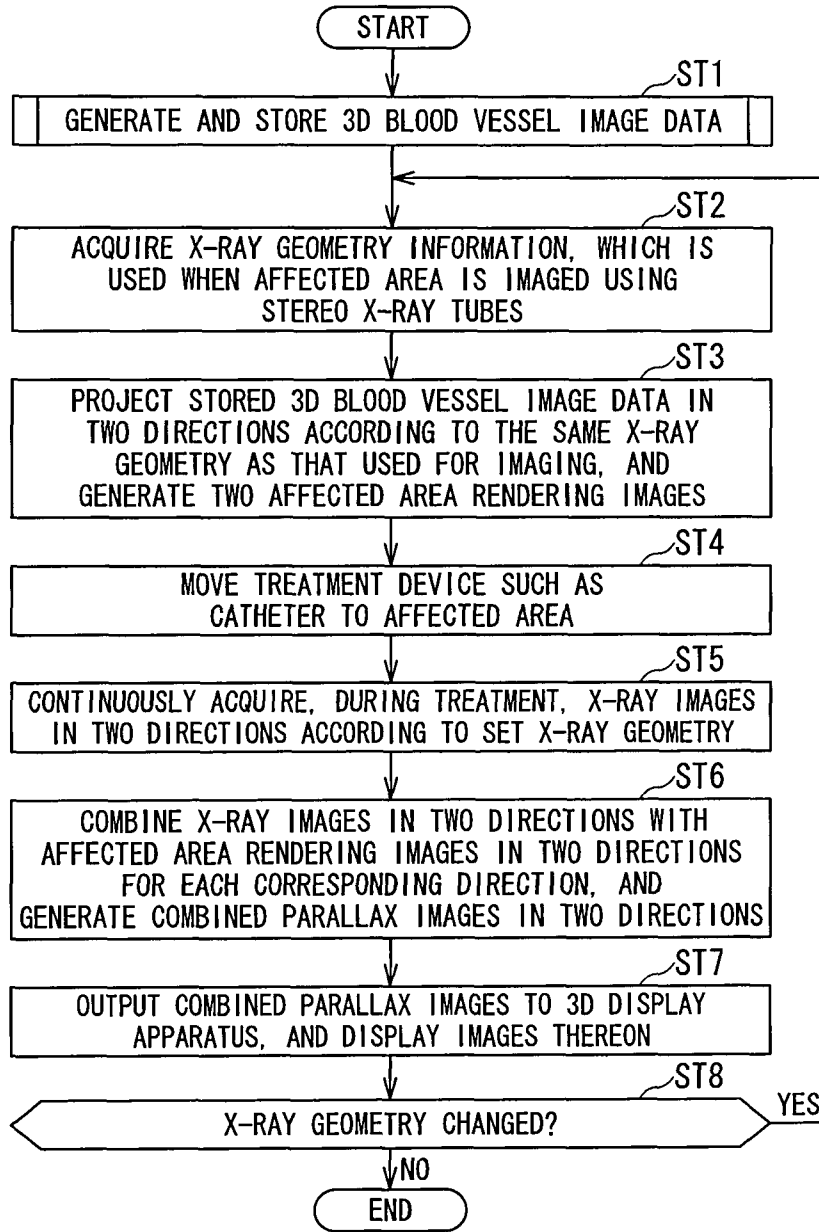 START
ST1
GENERATE AND STORE 3D BLOOD VESSEL IMAGE DATA
ST2
ACQUIRE X-RAY GEOMETRY INFORMATION, WHICH IS
USED WHEN AFFECTED AREA IS IMAGED USING
STEREO X-RAY TUBES
ST3
PROJECT STORED 3D BLOOD VESSEL IMAGE DATA IN
TWO DIRECTIONS ACCORDING TO THE SAME X-RAY
GEOMETRY AS THAT USED FOR IMAGING, AND
GENERATE TWO AFFECTED AREA RENDERING IMAGES
ST4
MOVE TREATMENT DEVICE SUCH AS
CATHETER TO AFFECTED AREA
ST5
CONTINUOUSLY ACQUIRE, DURING TREATMENT, X-RAY IMAGES
IN TWO DIRECTIONS ACCORDING TO SET X-RAY GEOMETRY
ST6
COMBINE X-RAY IMAGES IN TWO DIRECTIONS WITH
AFFECTED AREA RENDERING IMAGES IN TWO DIRECTIONS
FOR EACH CORRESPONDING DIRECTION, AND
GENERATE COMBINED PARALLAX IMAGES IN TWO DIRECTIONS
ST7
OUTPUT COMBINED PARALLAX IMAGES TO 3D DISPLAY
APPARATUS, AND DISPLAY IMAGES THEREON
ST8
X-RAY GEOMETRY CHANGED?
YES
NO
END